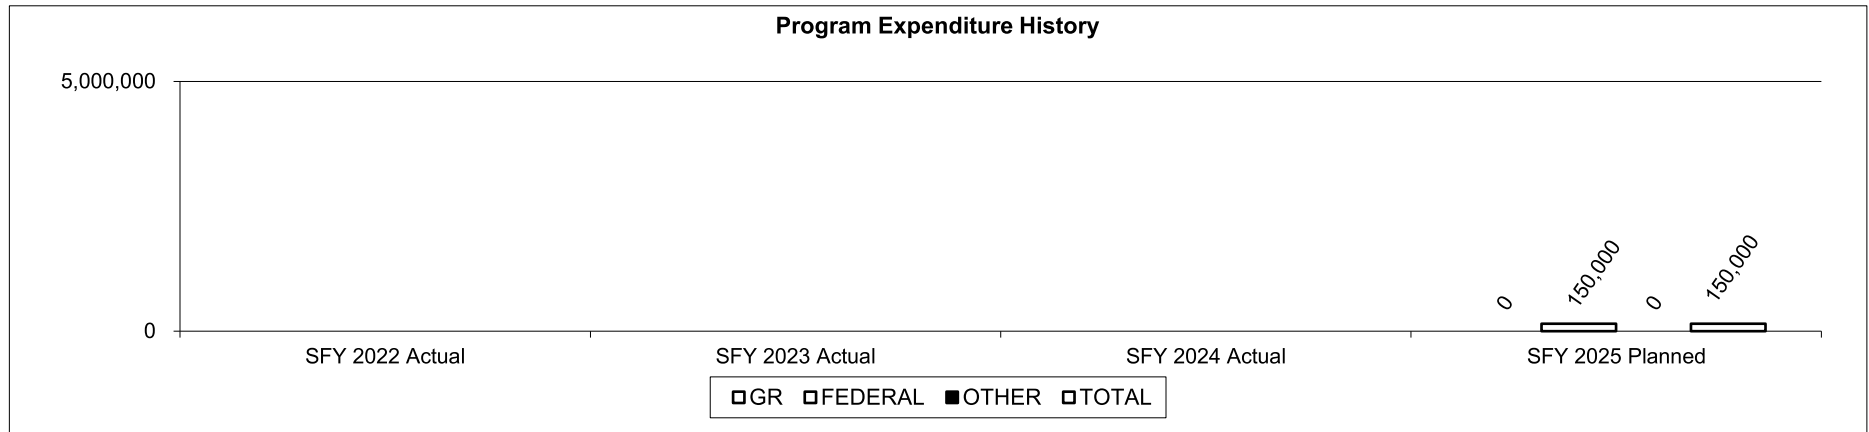 Program Expenditure History
5,000,000
0 150,000 0 150,000
0
SFY 2022 Actual SFY 2023 Actual SFY 2024 Actual SFY 2025 Planned
GR FEDERAL OTHER TOTAL